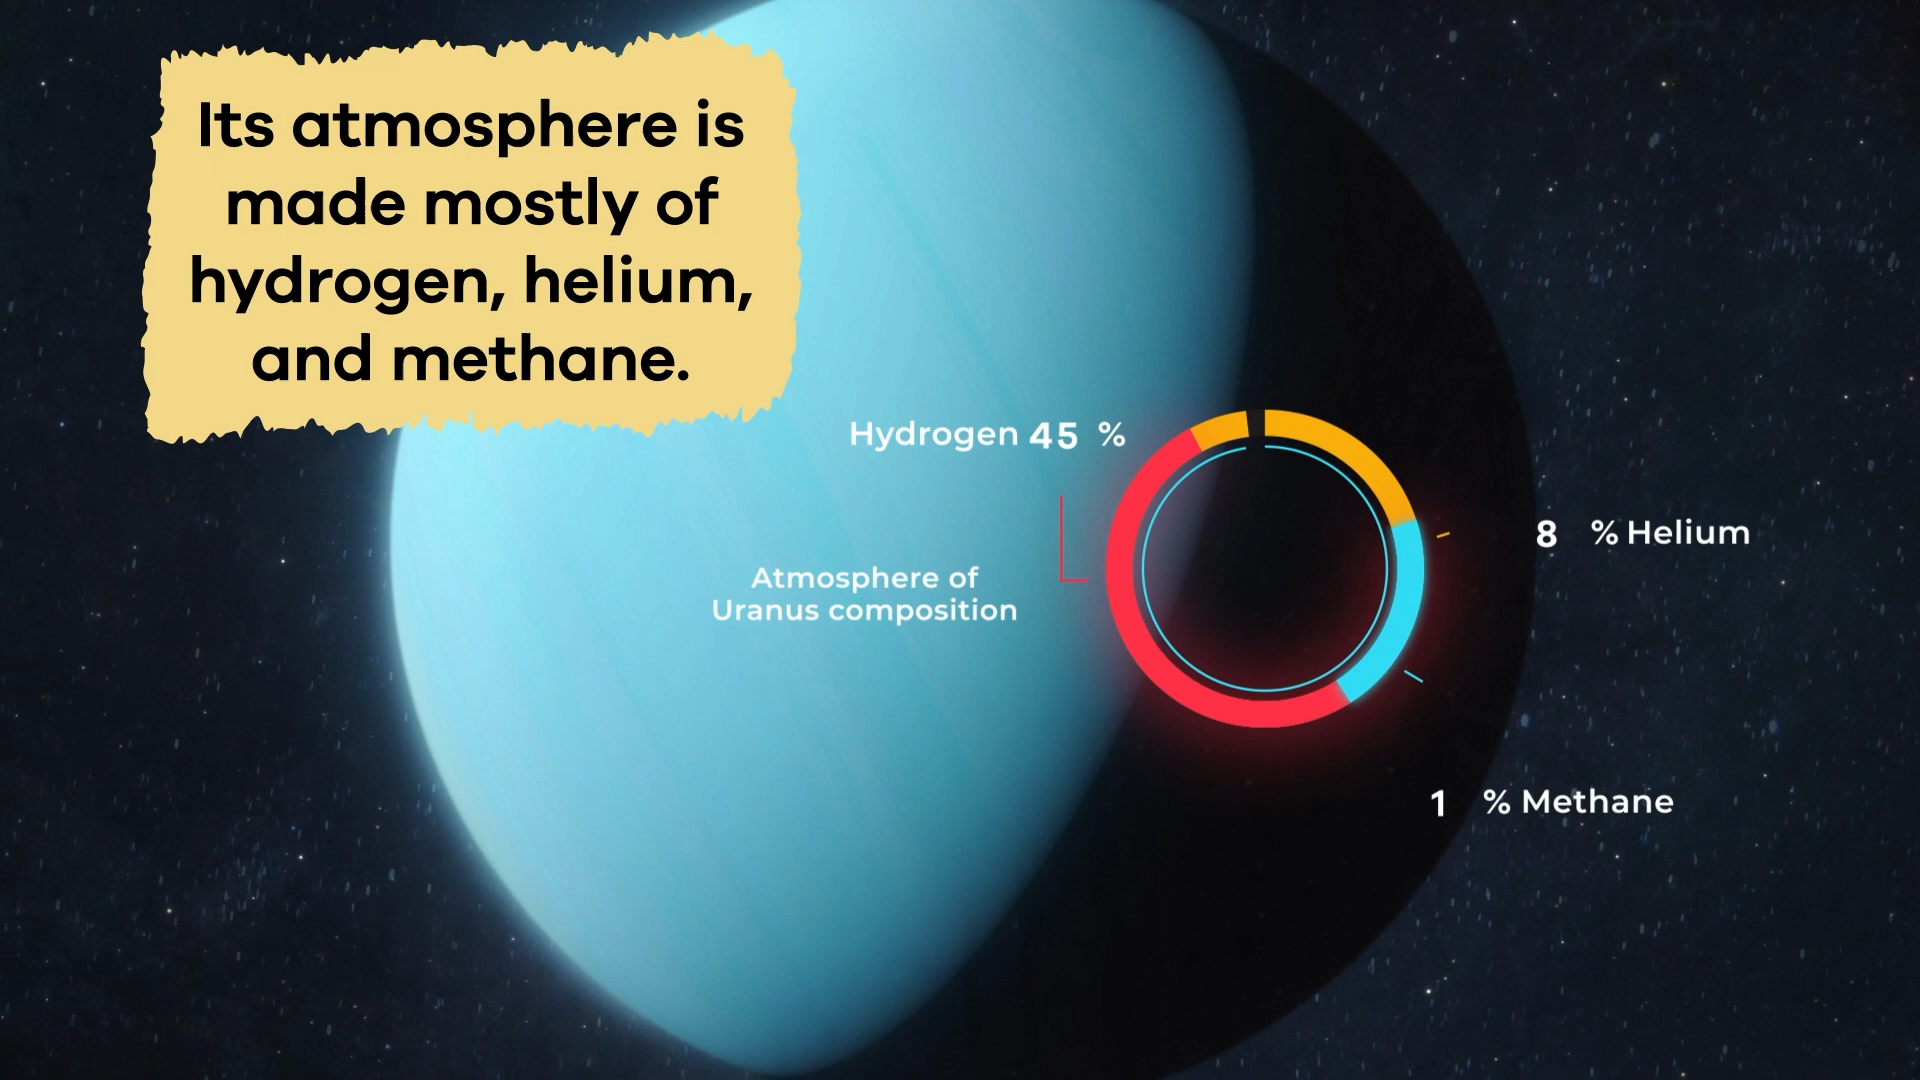 Its atmosphere is
made mostly of
hydrogen, helium,
and methane.
Hydrogen 45 %
8 % Helium
Atmosphere of
Uranus composition
1 % Methane